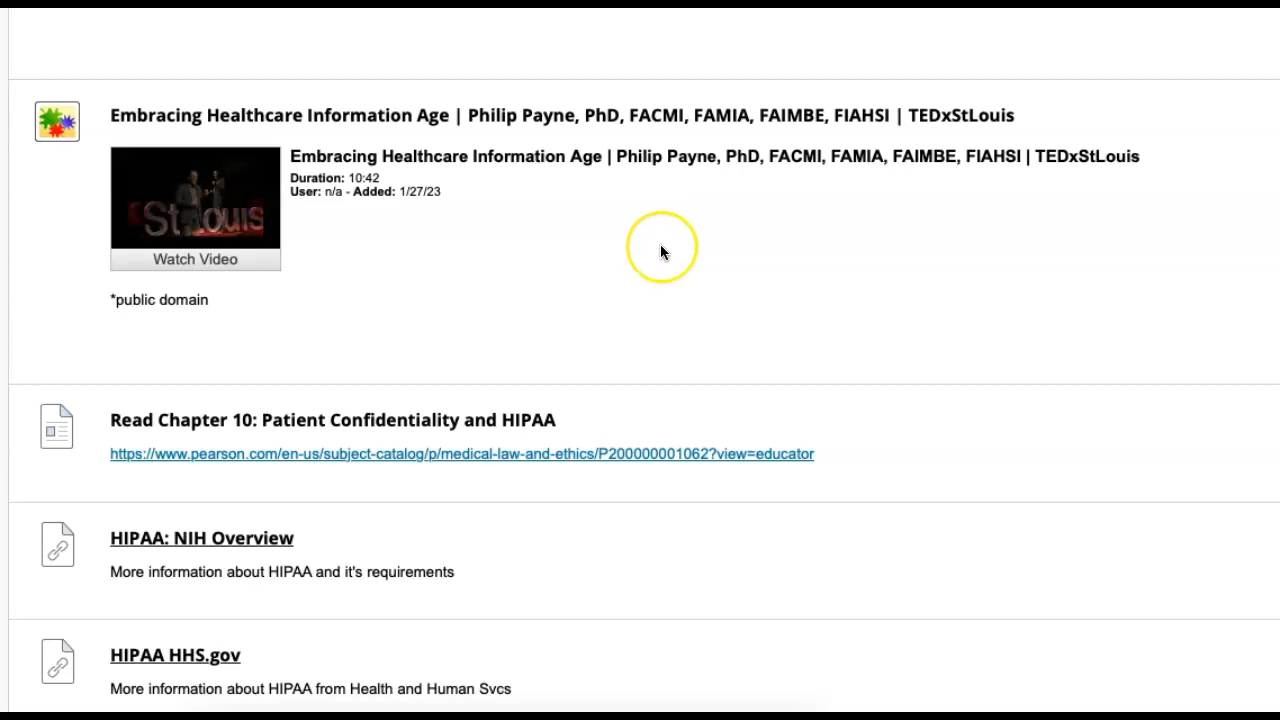 Embracing Healthcare Information Age | Philip Payne, PhD, FACMI, FAMIA, FAIMBE, FIAHSI | TEDxStLouis
Embracing Healthcare Information Age | Philip Payne, PhD, FACMI, FAMIA, FAIMBE, FIAHSI | TEDxStLouis
Duration: 10:42
User: n/a - Added: 1/27/23
St Louis
Watch Video
*public domain
Read Chapter 10: Patient Confidentiality and HIPAA
https://www.pearson.com/en-us/subject-catalog/p/medical-law-and-ethics/P200000001062?view=educator
HIPAA: NIH Overview
More information about HIPAA and it's requirements
HIPAA HHS.gov
More information about HIPAA from Health and Human Svcs